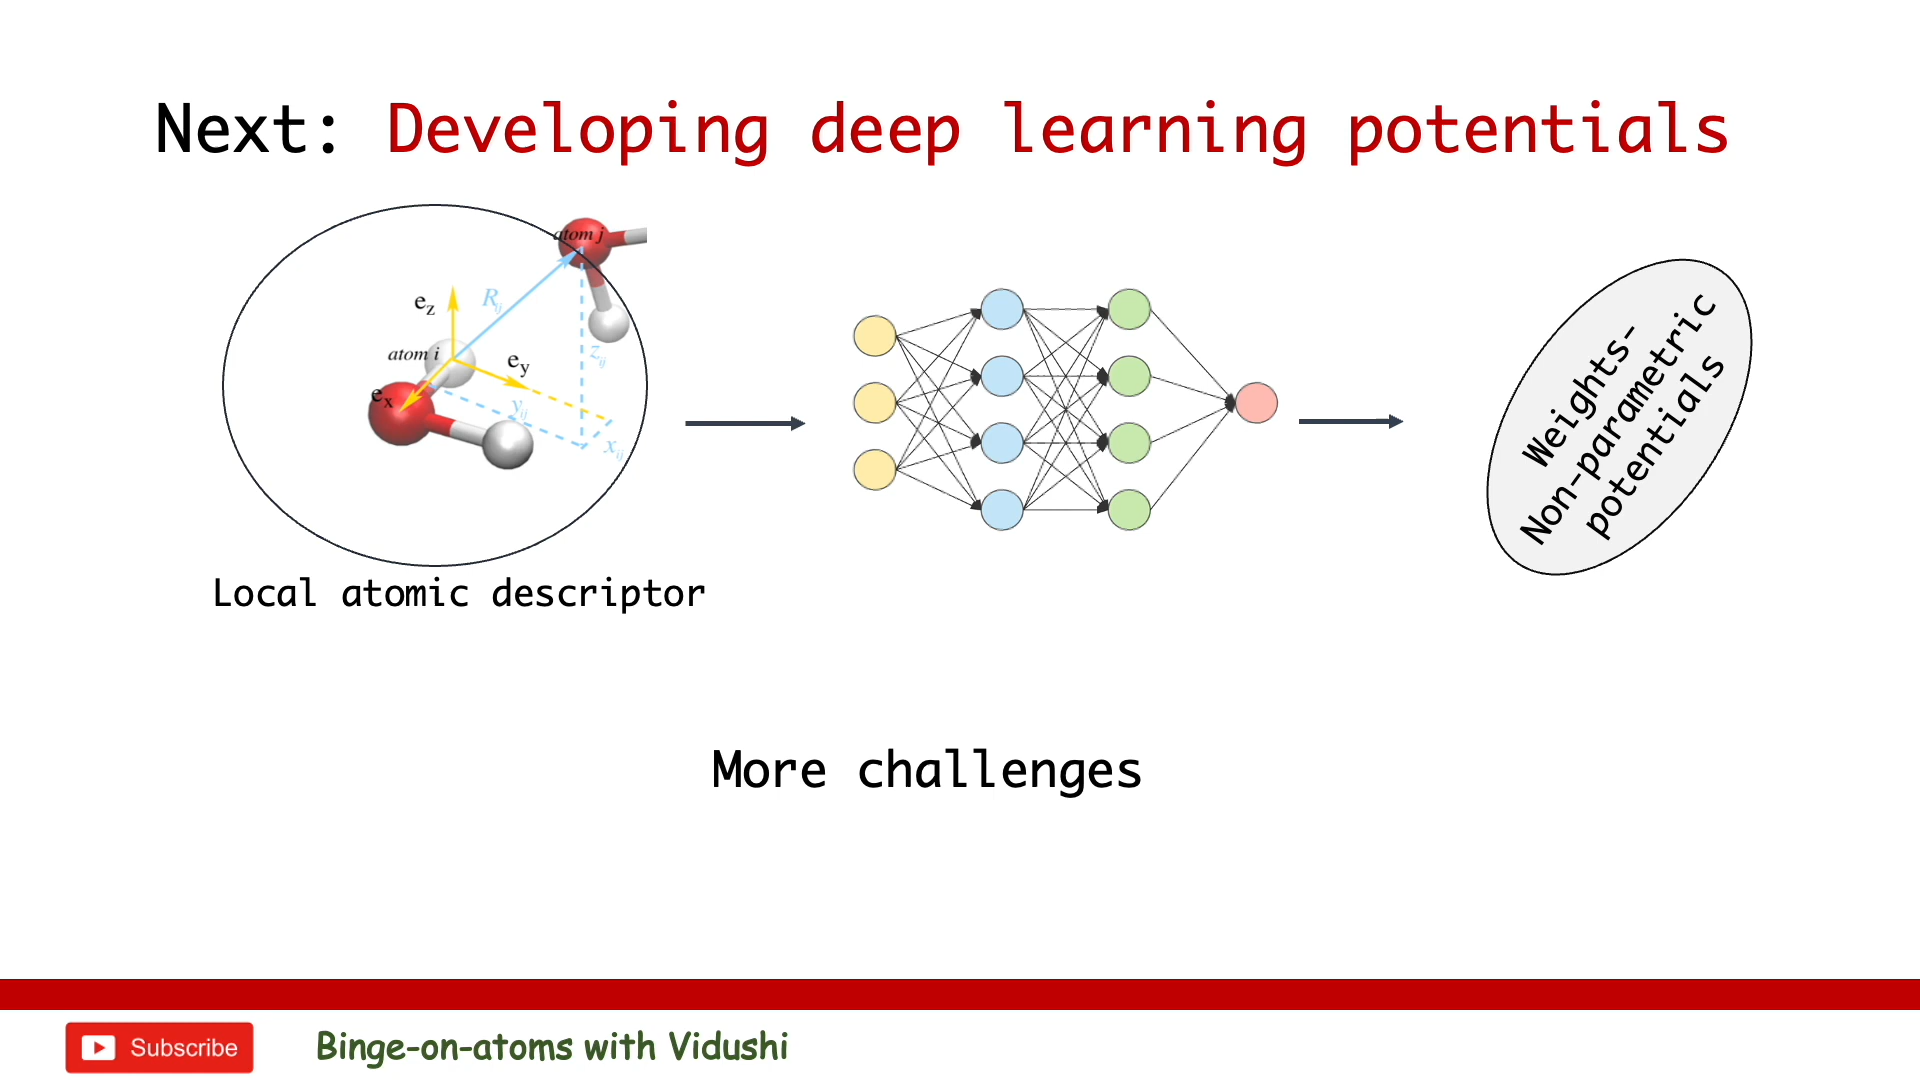 Next: Developing deep learning potentials
atom j
e_z
R_ij
atom i
e_y
z_ij
e_x
y_ij
x_ij
Weights-
Non-parametric
potentials
Local atomic descriptor
More challenges
Subscribe
Binge-on-atoms with Vidushi